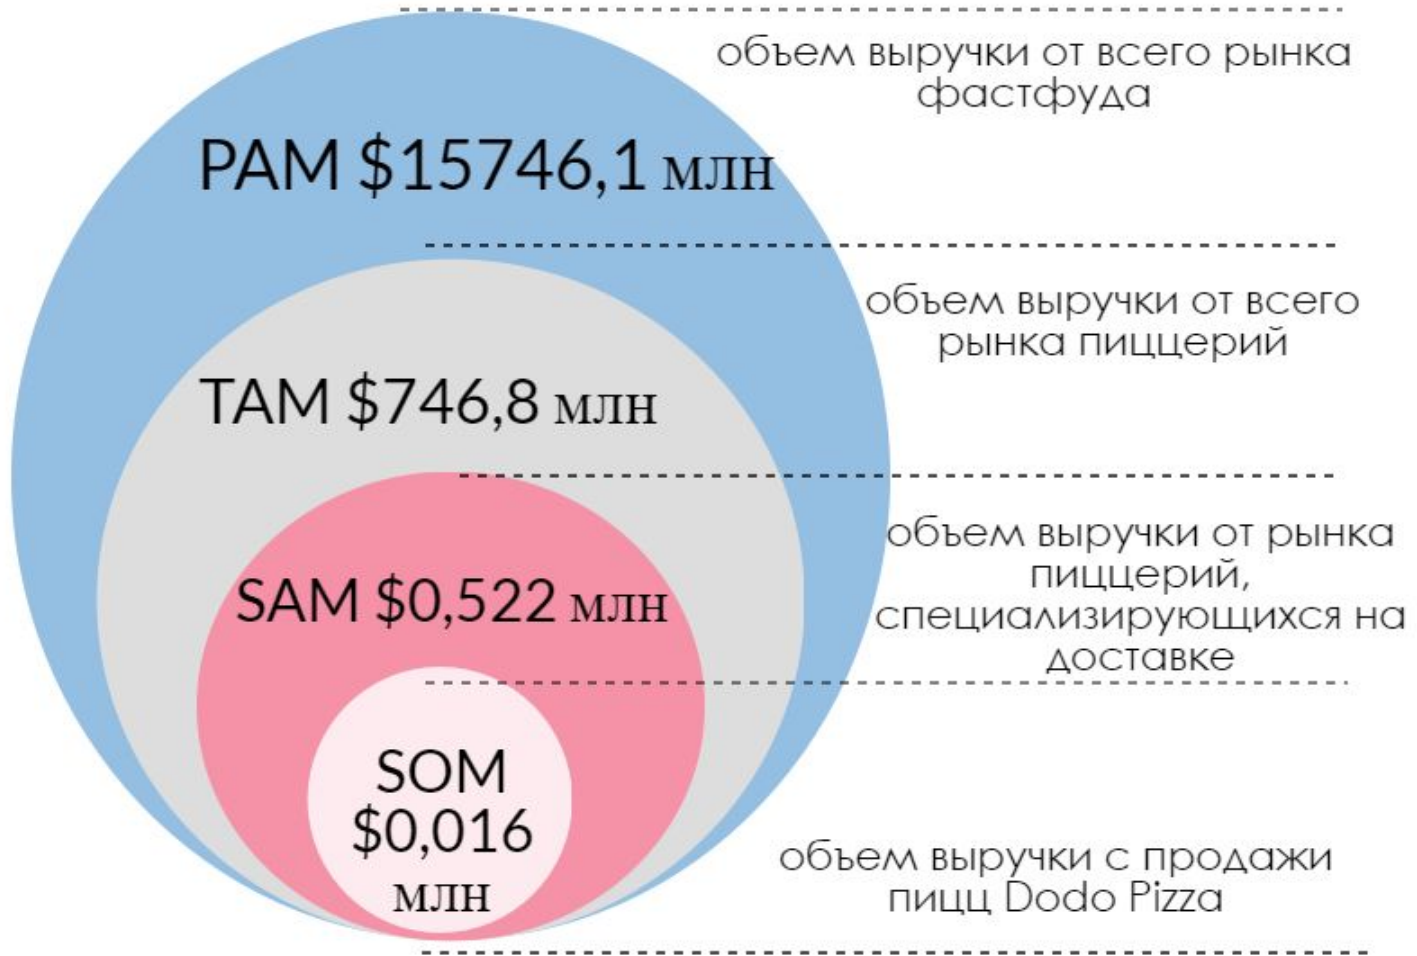 объем выручки от всего рынка
фастфуда
PAM $15746,1 млн
объем выручки от всего
рынка пиццерий
TAM $746,8 млн
объем выручки от рынка
пиццерий,
специализирующихся на
доставке
SAM $0,522 млн
SOM
$0,016
млн
объем выручки с продажи
пицц Dodo Pizza